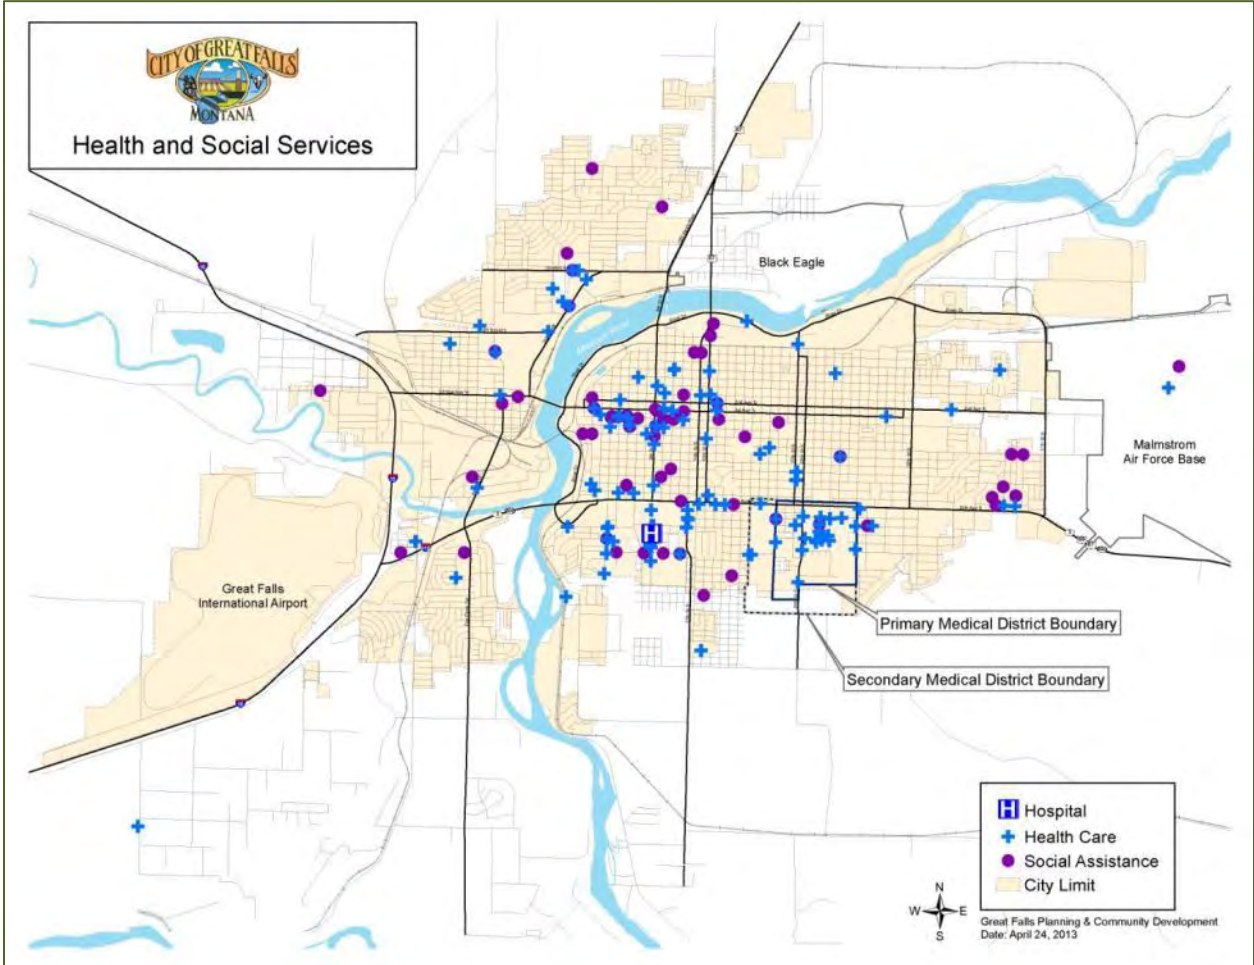 CITY OF GREAT FALLS
MONTANA
Health and Social Services
Black Eagle
Malmstrom
Air Force Base
Great Falls
International Airport
Primary Medical District Boundary
Secondary Medical District Boundary
H
H Hospital
Health Care
Social Assistance
City Limit
N
W E
S
Great Falls Planning & Community Development
Date: April 24, 2013